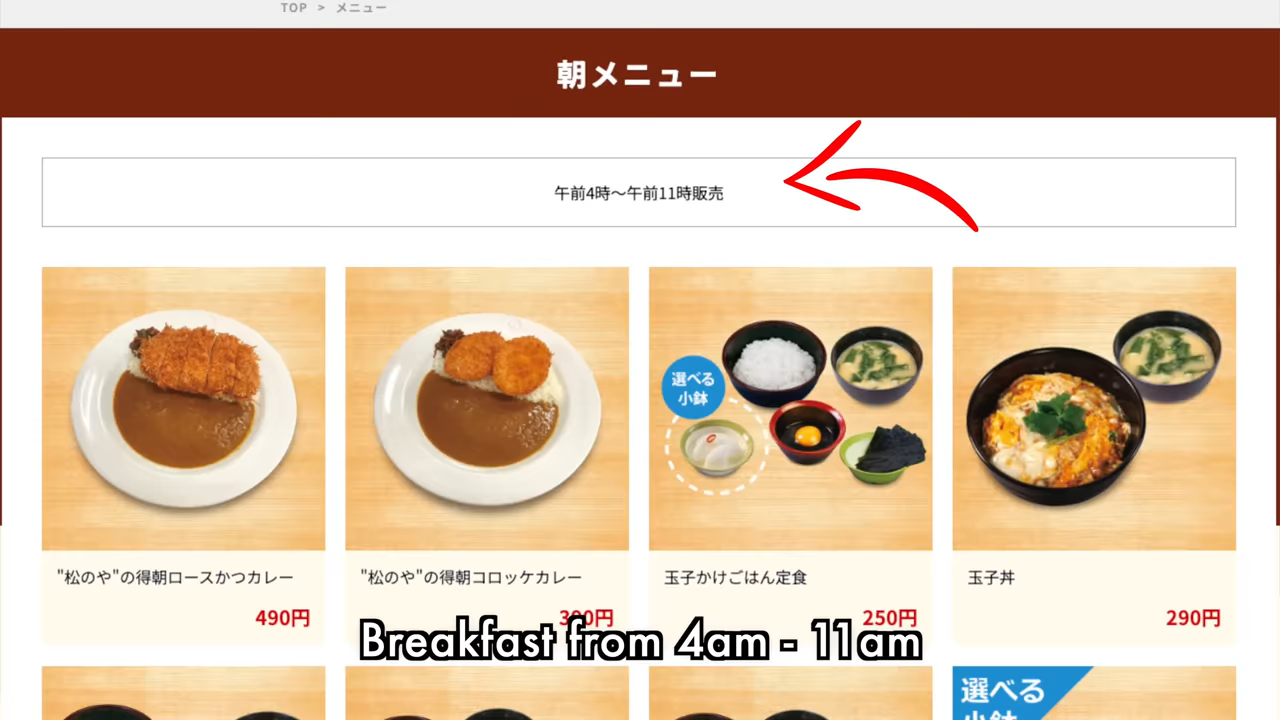 TOP > メニュー
朝メニュー
午前4時～午前11時販売
選べる
小鉢
"松のや"の得朝ロースかつカレー
490円
"松のや"の得朝コロッケカレー
円
玉子かけごはん定食
250円
玉子丼
290円
Breakfast from 4am - 11am
選べる